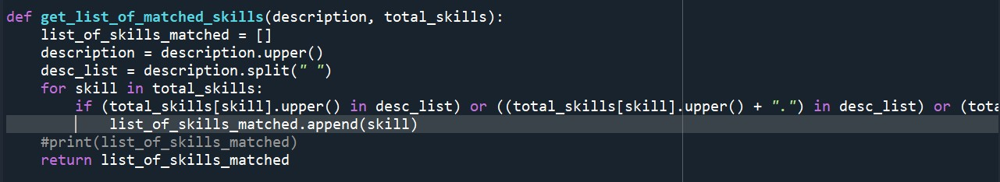 def get_list_of_matched_skills(description, total_skills):
    list_of_skills_matched = []
    description = description.upper()
    desc_list = description.split(" ")
    for skill in total_skills:
        if (total_skills[skill].upper() in desc_list) or ((total_skills[skill].upper() + ".") in desc_list) or (tota
            list_of_skills_matched.append(skill)
    #print(list_of_skills_matched)
    return list_of_skills_matched